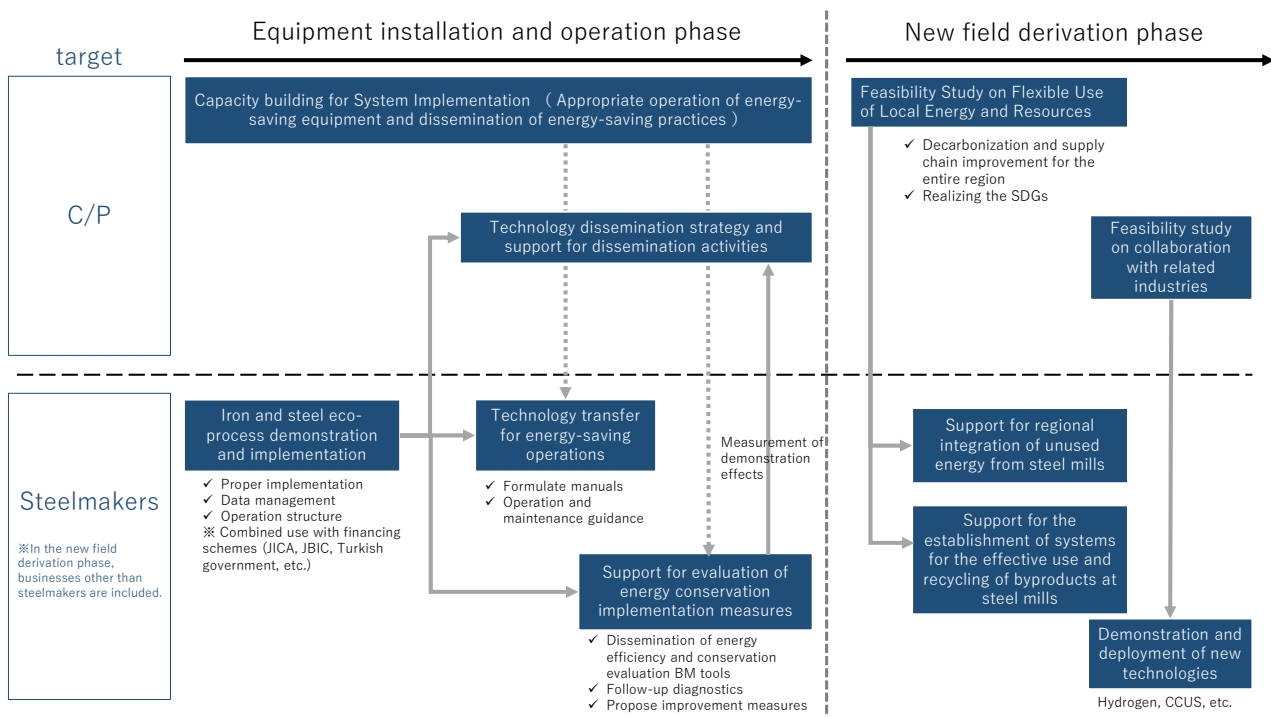 Equipment installation and operation phase
New field derivation phase
target
C/P
Capacity building for System Implementation （ Appropriate operation of energy-
saving equipment and dissemination of energy-saving practices ）
Technology dissemination strategy and
support for dissemination activities
Feasibility Study on Flexible Use
of Local Energy and Resources
✓ Decarbonization and supply
chain improvement for the
entire region
✓ Realizing the SDGs
Feasibility study
on collaboration
with related
industries
Steelmakers
※In the new field
derivation phase,
businesses other than
steelmakers are included.
Iron and steel eco-
process demonstration
and implementation
✓ Proper implementation
✓ Data management
✓ Operation structure
※ Combined use with financing
schemes (JICA, JBIC, Turkish
government, etc.)
Technology transfer
for energy-saving
operations
✓ Formulate manuals
✓ Operation and
maintenance guidance
Measurement of
demonstration
effects
Support for evaluation of
energy conservation
implementation measures
✓ Dissemination of energy
efficiency and conservation
evaluation BM tools
✓ Follow-up diagnostics
✓ Propose improvement measures
Support for regional
integration of unused
energy from steel mills
Support for the
establishment of systems
for the effective use and
recycling of byproducts at
steel mills
Demonstration and
deployment of new
technologies
Hydrogen, CCUS, etc.